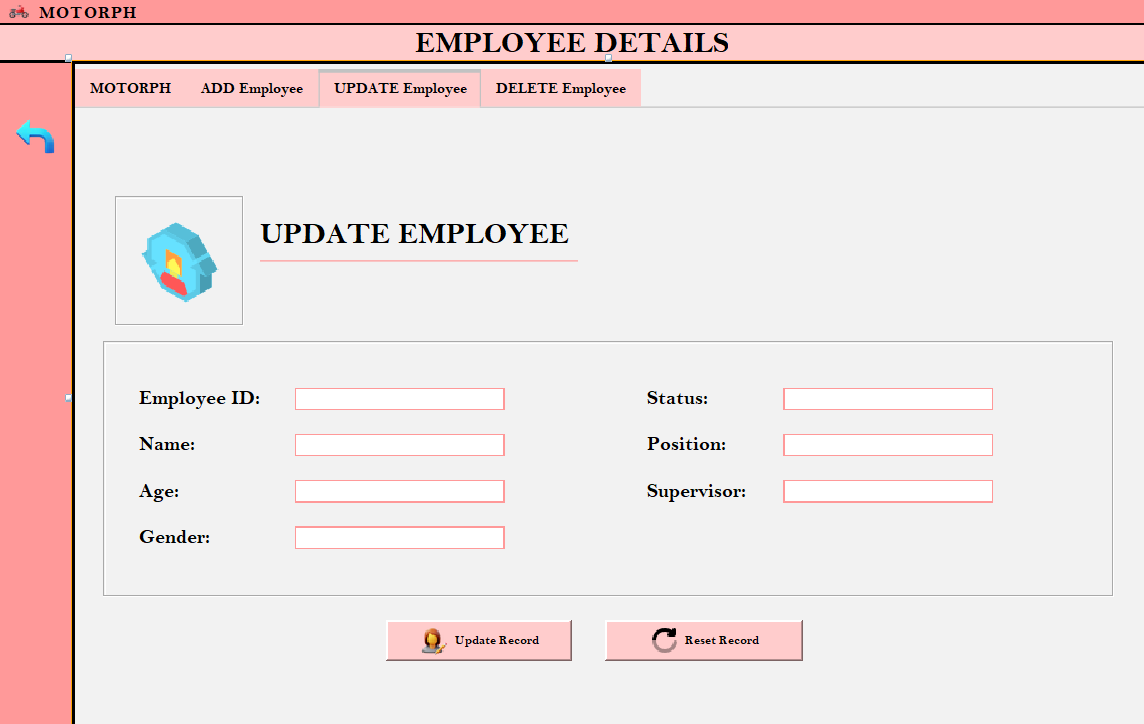 MOTORPH
EMPLOYEE DETAILS
MOTORPH ADD Employee UPDATE Employee DELETE Employee
UPDATE EMPLOYEE
Employee ID: Status:
Name: Position:
Age: Supervisor:
Gender:
Update Record Reset Record